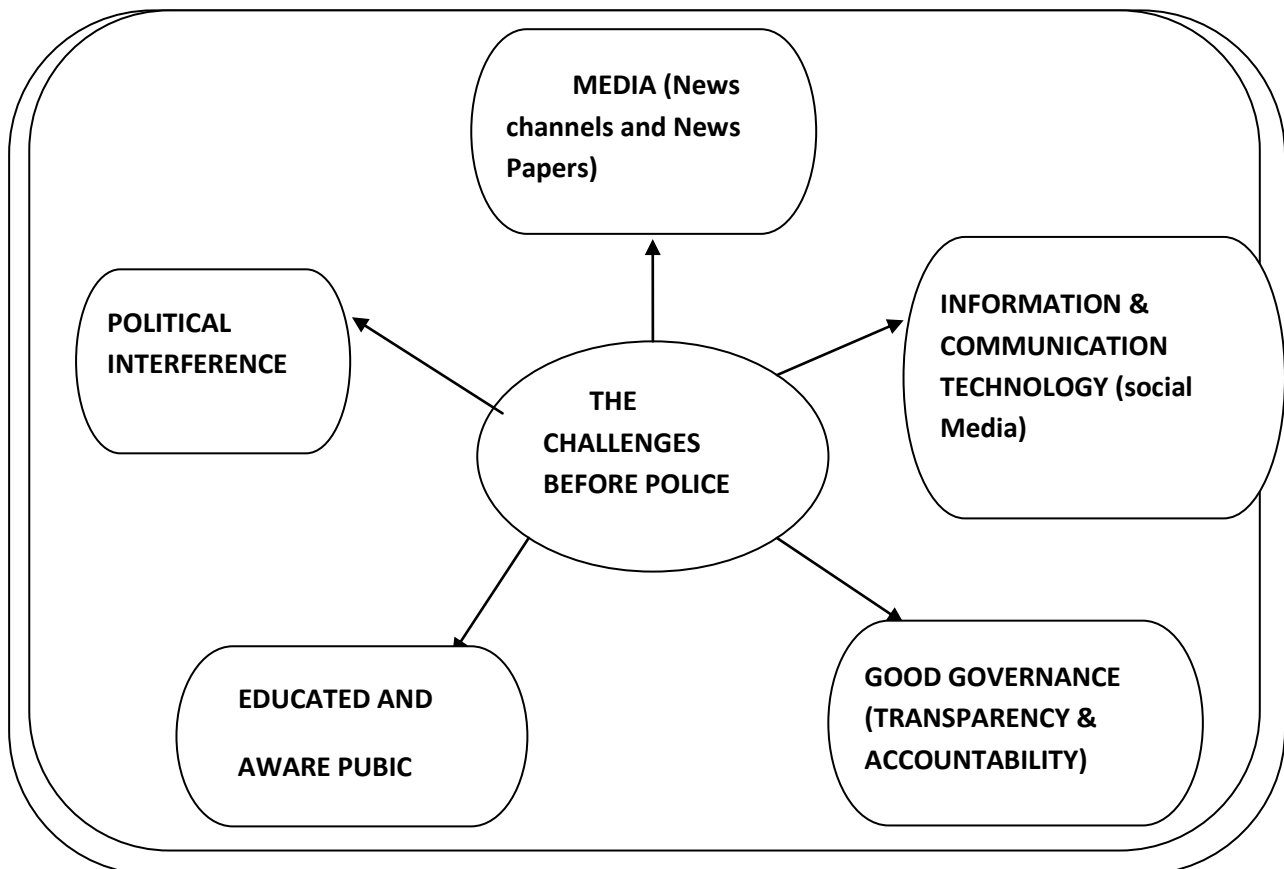 MEDIA (News
channels and News
Papers)
POLITICAL
INTERFERENCE
INFORMATION &
COMMUNICATION
TECHNOLOGY (social
Media)
THE
CHALLENGES
BEFORE POLICE
EDUCATED AND
AWARE PUBIC
GOOD GOVERNANCE
(TRANSPARENCY &
ACCOUNTABILITY)